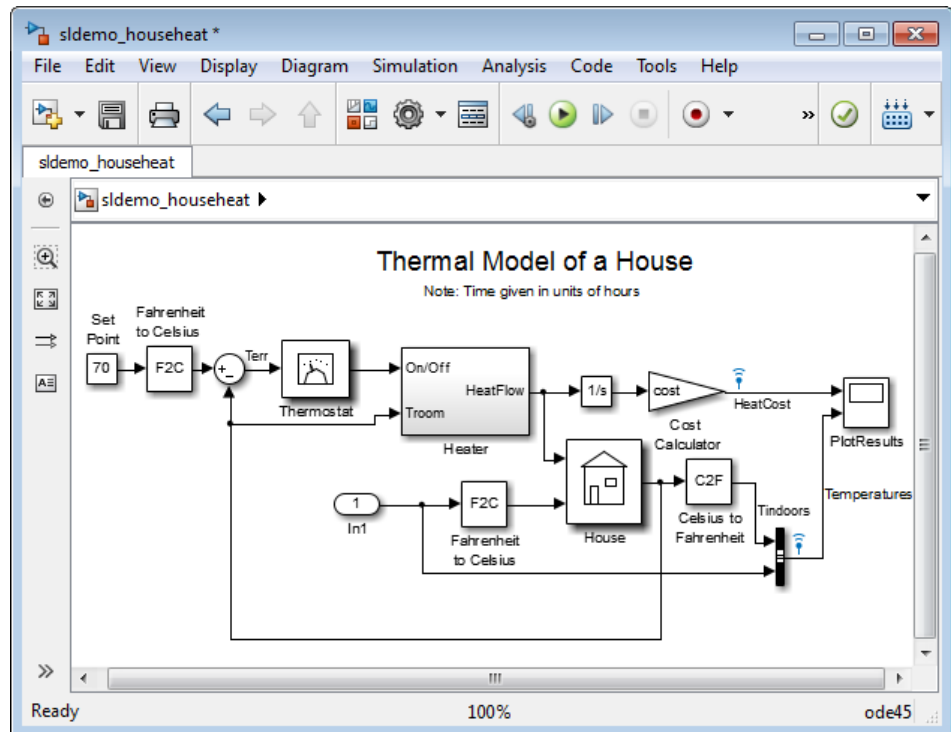 sldemo_househeat *
File Edit View Display Diagram Simulation Analysis Code Tools Help
»
sldemo_househeat
sldemo_househeat
Thermal Model of a House
Note: Time given in units of hours
Set
Point
70
Fahrenheit
to Celsius
F2C
+
-
Terr
Thermostat
On/Off
HeatFlow
Troom
Heater
1/s
cost
Cost
Calculator
HeatCost
PlotResults
1
In1
F2C
Fahrenheit
to Celsius
House
C2F
Celsius to
Fahrenheit
Tindoors
Temperatures
A
»
Ready 100% ode45